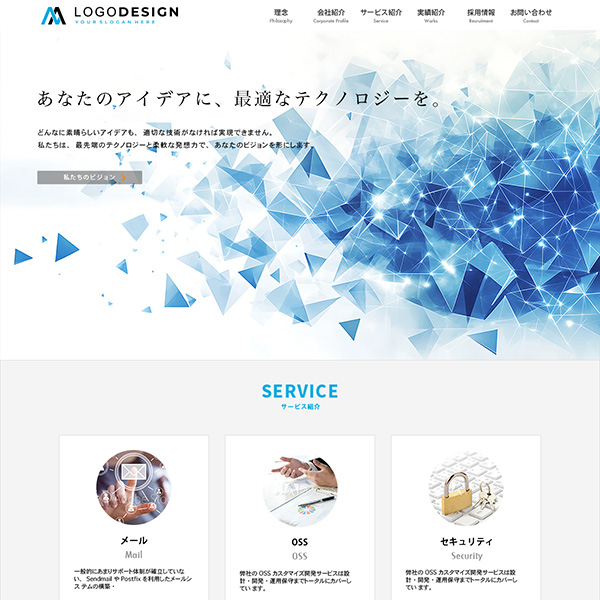 LOGODESIGN
YOUR SLOGAN HERE
理念 会社紹介 サービス紹介 実績紹介 採用情報 お問い合わせ
Philosophy Corporate Profile Service Works Recruitment Contact
あなたのアイデアに、最適なテクノロジーを。
どんなに素晴らしいアイデアも、適切な技術がなければ実現できません。
私たちは、最先端のテクノロジーと柔軟な発想力で、あなたのビジョンを形にします。
私たちのビジョン
SERVICE
サービス紹介
メール
Mail
一般的にあまりサポート体制が確立していな
い、Sendmail や Postfix を利用したメールシス
テムの構築・
OSS
OSS
弊社の OSS カスタマイズ開発サービスは設
計・開発・運用保守までトータルにカバーし
ています。
セキュリティ
Security
弊社の OSS カスタマイズ開発サービスは設
計・開発・運用保守までトータルにカバーし
ています。